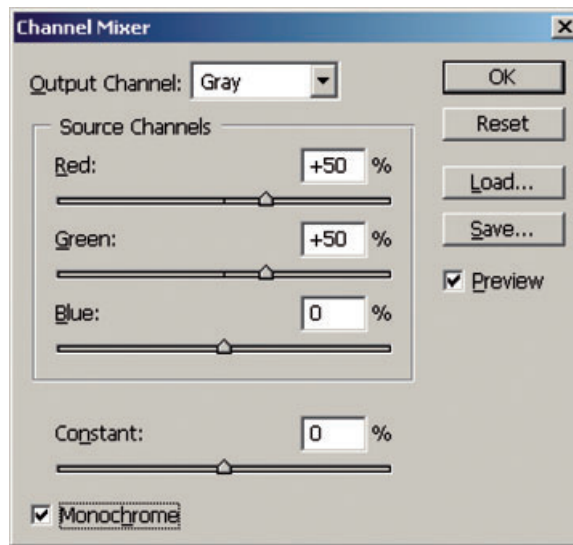 Channel Mixer
Output Channel: Gray
OK
Source Channels
Reset
Red: +50 %
Load...
Green: +50 %
Save...
Preview
Blue: 0 %
Constant: 0 %
Monochrome